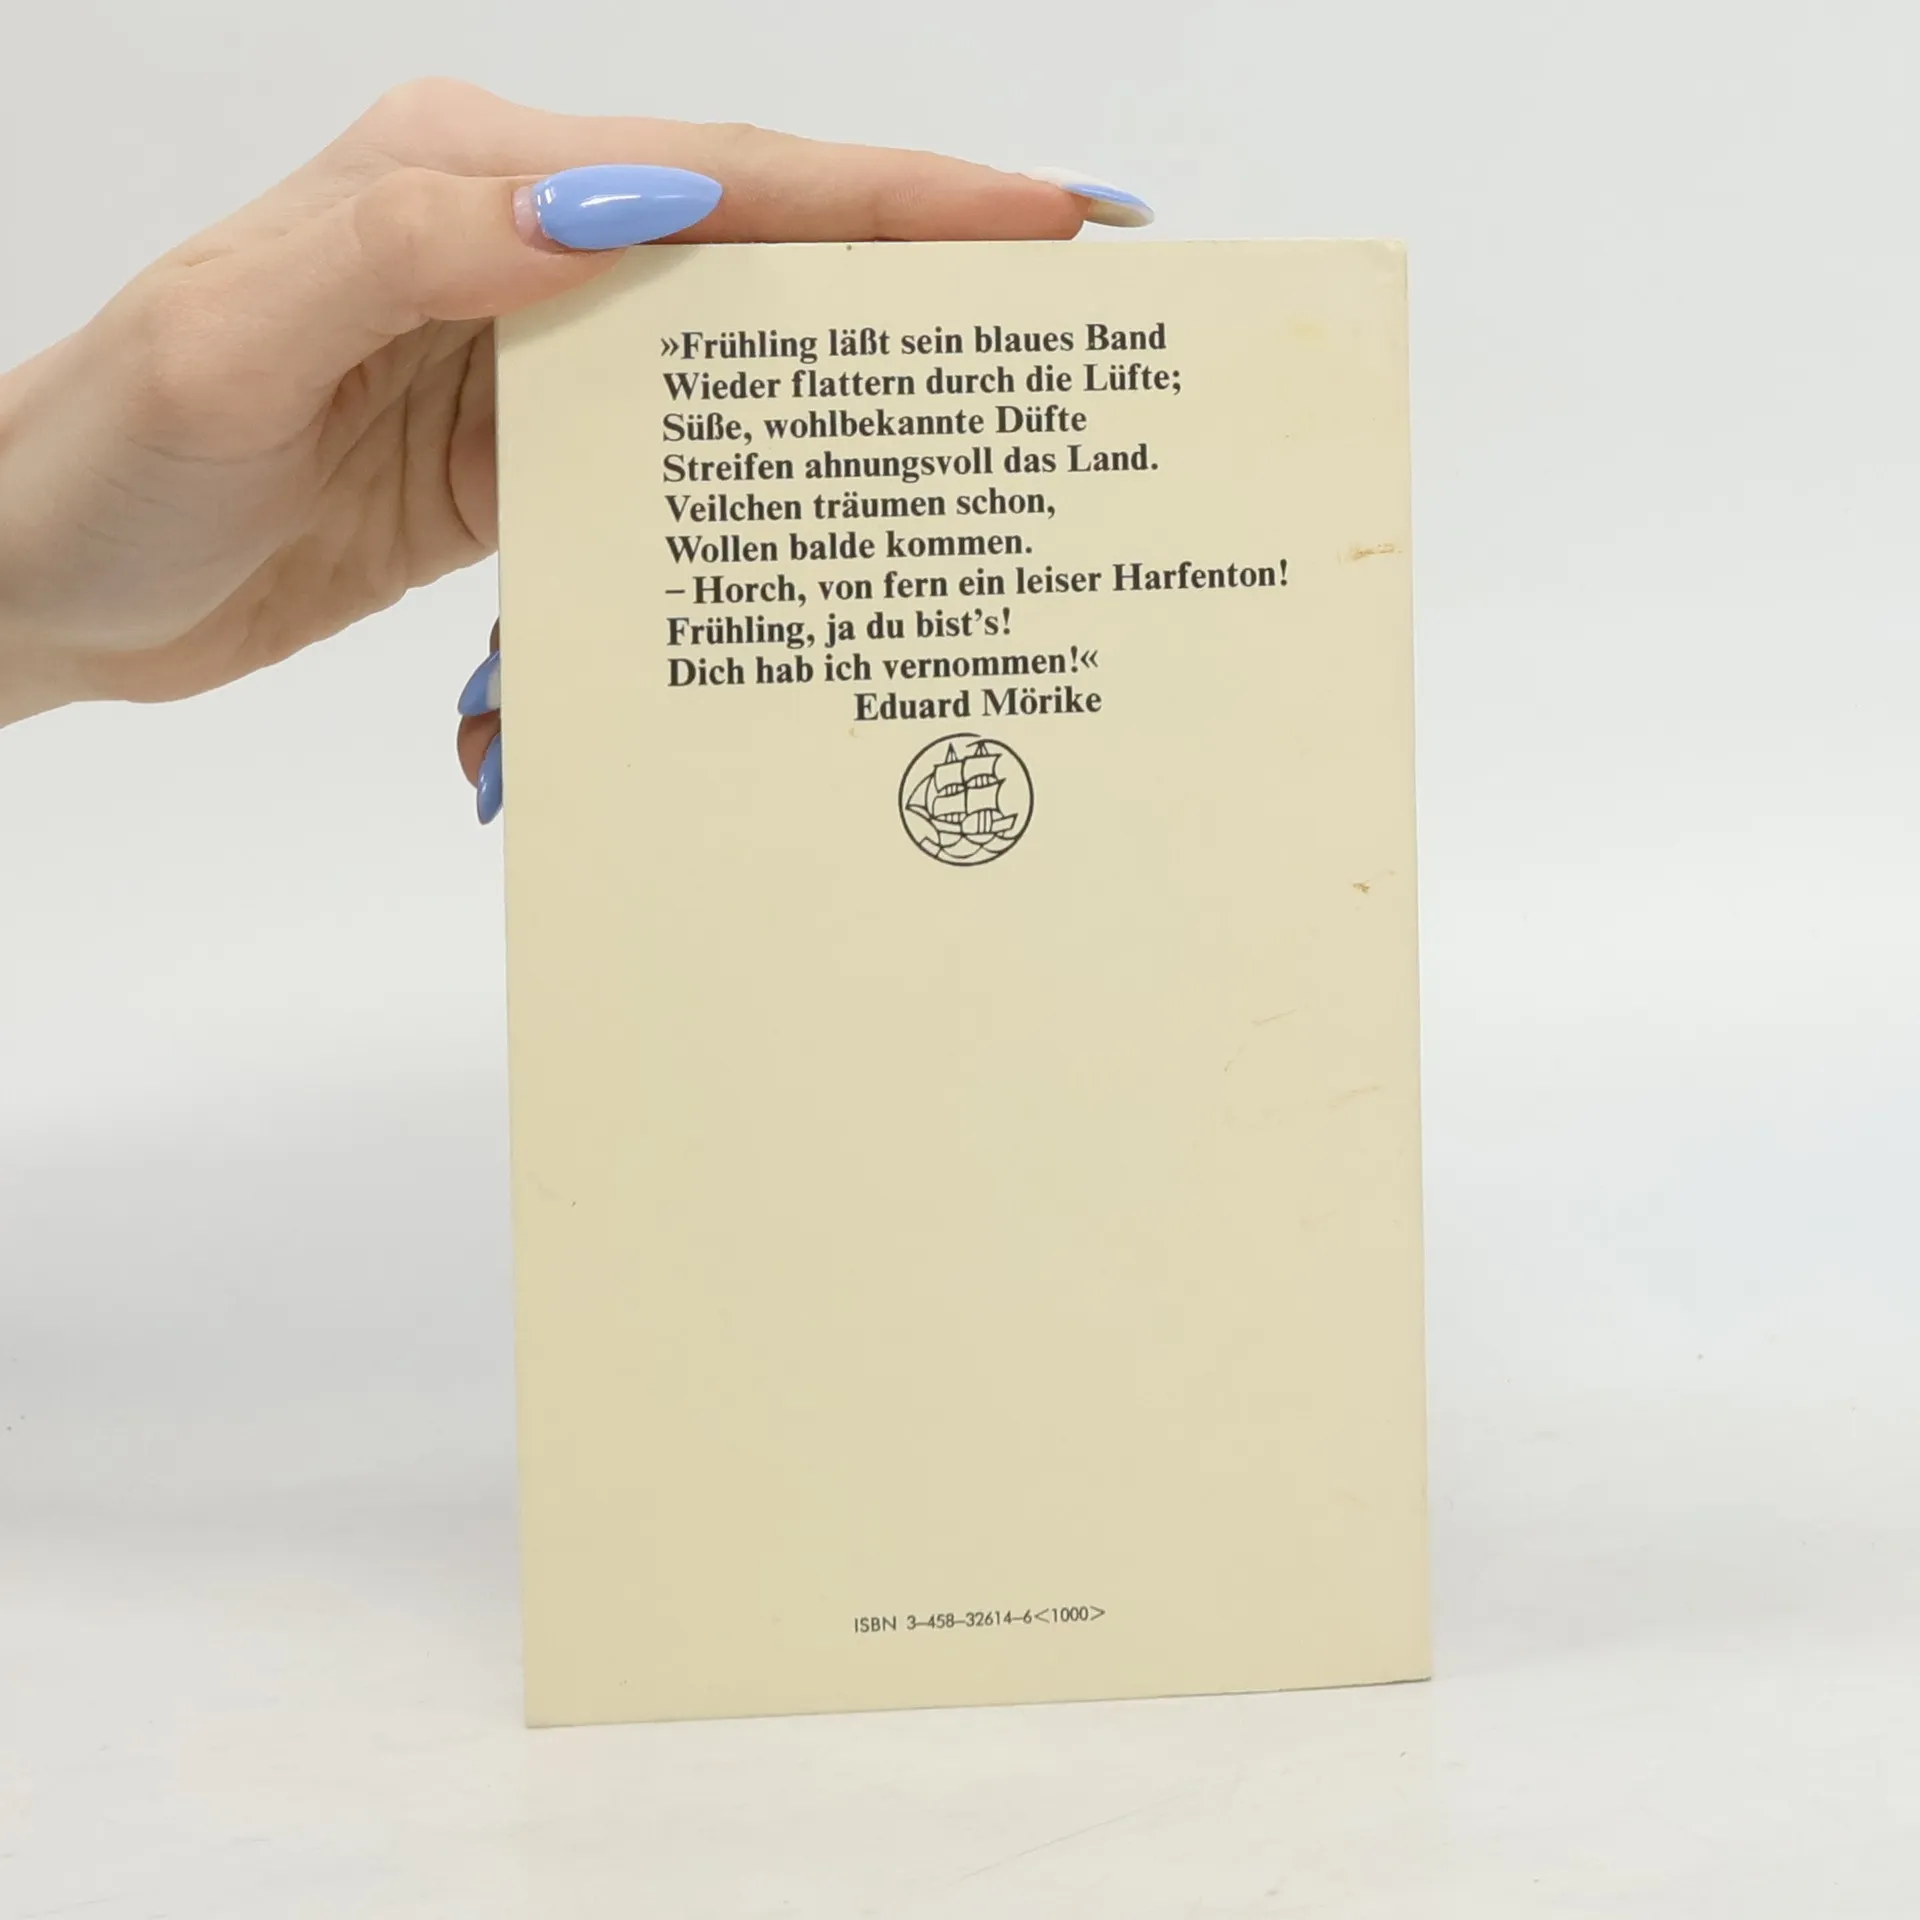 »Frühling läßt sein blaues Band
Wieder flattern durch die Lüfte;
Süße, wohlbekannte Düfte
Streifen ahnungsvoll das Land.
Veilchen träumen schon,
Wollen balde kommen.
– Horch, von fern ein leiser Harfenton!
Frühling, ja du bist’s!
Dich hab ich vernommen!«
Eduard Mörike
ISBN 3–458–32614–6<1000>